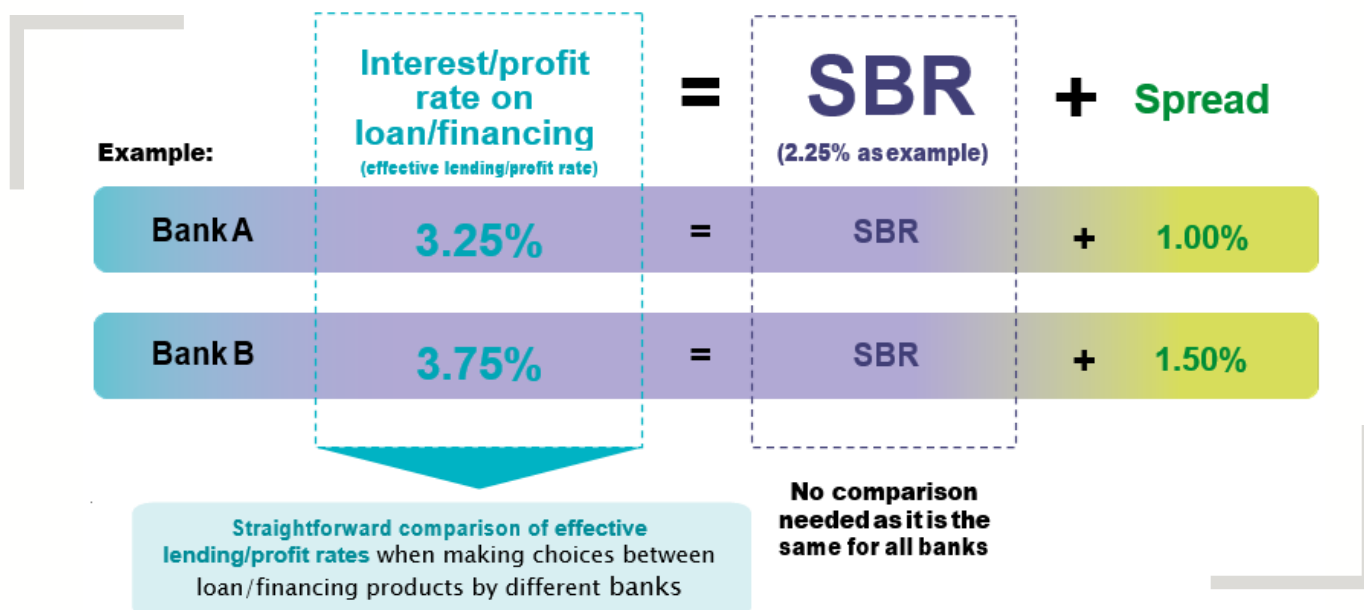 Interest/profit
rate on
loan/financing
(effective lending/profit rate)
=
SBR
(2.25% as example)
+
Spread
Example:
Bank A
3.25%
=
SBR
+
1.00%
Bank B
3.75%
=
SBR
+
1.50%
Straightforward comparison of effective
lending/profit rates when making choices between
loan/financing products by different banks
No comparison
needed as it is the
same for all banks